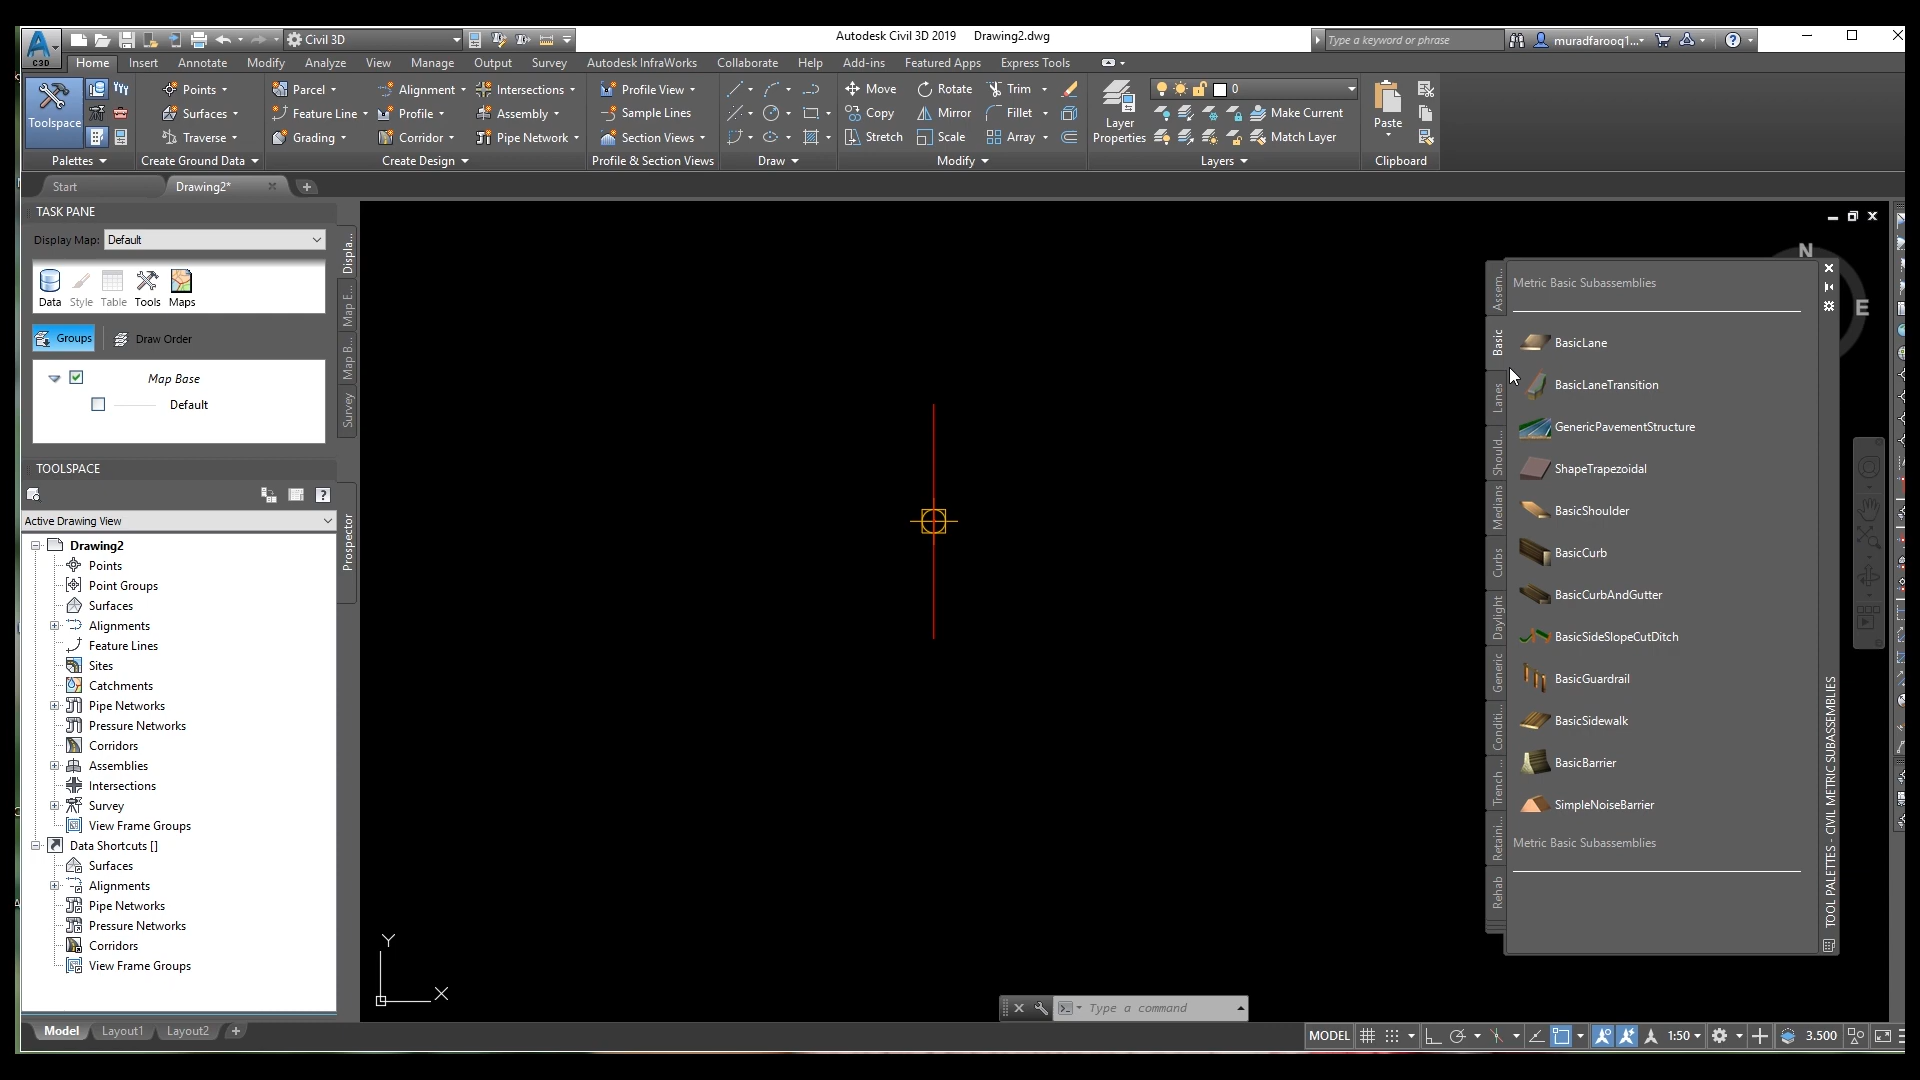 C3D
Civil 3D
Autodesk Civil 3D 2019 Drawing2.dwg
Type a keyword or phrase
muradfarooq1...
Home Insert Annotate Modify Analyze View Manage Output Survey Autodesk InfraWorks Collaborate Help Add-ins Featured Apps Express Tools
Toolspace
Palettes
Points
Surfaces
Traverse
Create Ground Data
Parcel
Feature Line
Grading
Alignment
Profile
Corridor
Intersections
Assembly
Pipe Network
Create Design
Profile View
Sample Lines
Section Views
Profile & Section Views
Draw
Move
Copy
Stretch
Rotate
Mirror
Scale
Trim
Fillet
Array
Modify
Layer
Properties
0
Make Current
Match Layer
Layers
Paste
Clipboard
Start
Drawing2*
TASK PANE
Display Map: Default
Data Style Table Tools Maps
Groups
Draw Order
Map Base
Default
Displa...
Map E...
Map B...
Survey
TOOLSPACE
Active Drawing View
Prospector
Drawing2
Points
Point Groups
Surfaces
Alignments
Feature Lines
Sites
Catchments
Pipe Networks
Pressure Networks
Corridors
Assemblies
Intersections
Survey
View Frame Groups
Data Shortcuts []
Surfaces
Alignments
Pipe Networks
Pressure Networks
Corridors
View Frame Groups
Y
X
N
E
Assem...
Basic
Lanes
Should...
Medians
Curbs
Daylight
Generic
Conditi...
Trench ...
Retaini...
Rehab
Metric Basic Subassemblies
BasicLane
BasicLaneTransition
GenericPavementStructure
ShapeTrapezoidal
BasicShoulder
BasicCurb
BasicCurbAndGutter
BasicSideSlopeCutDitch
BasicGuardrail
BasicSidewalk
BasicBarrier
SimpleNoiseBarrier
Metric Basic Subassemblies
TOOL PALETTES - CIVIL METRIC SUBASSEMBLIES
Type a command
Model Layout1 Layout2
MODEL
1:50
3.500